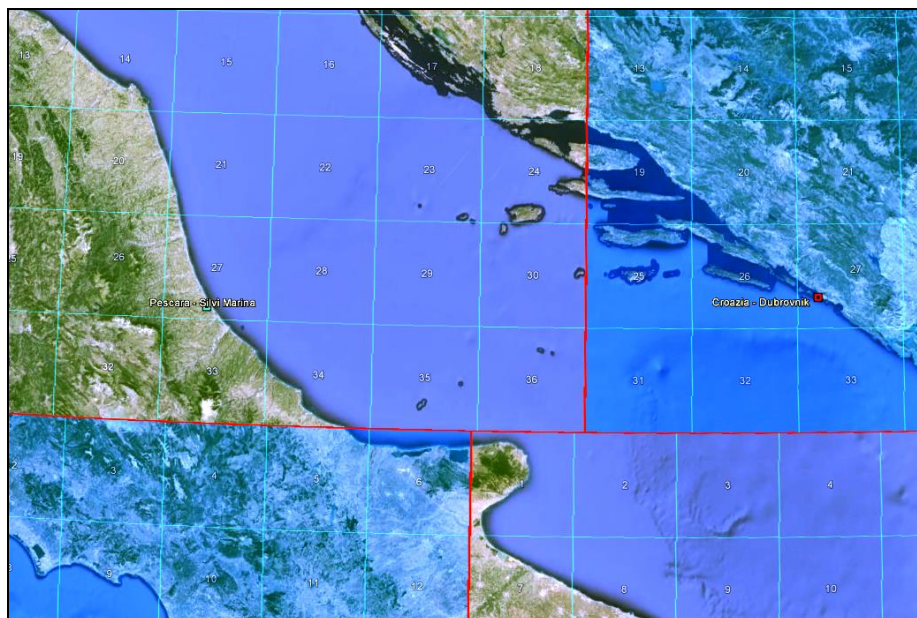 13 14 15 16 17 18 13 14 15
19 20 21 22 23 24 19 20 21
26 27 28 29 30 25 26 27
Pescara - Silvi Marina
Croazia - Dubrovnik
32 33 34 35 36 31 32 33
3 4 5 6 1 2 3 4
9 10 11 12 7 8 9 10